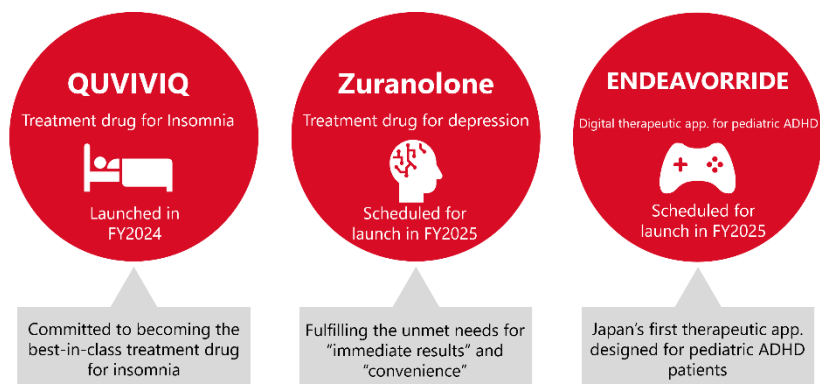 QUVIVIQ
Treatment drug for Insomnia
Launched in
FY2024
Committed to becoming the
best-in-class treatment drug
for insomnia
Zuranolone
Treatment drug for depression
Scheduled for
launch in FY2025
Fulfilling the unmet needs for
“immediate results” and
“convenience”
ENDEAVORRIDE
Digital therapeutic app. for pediatric ADHD
Scheduled for
launch in FY2025
Japan’s first therapeutic app.
designed for pediatric ADHD
patients